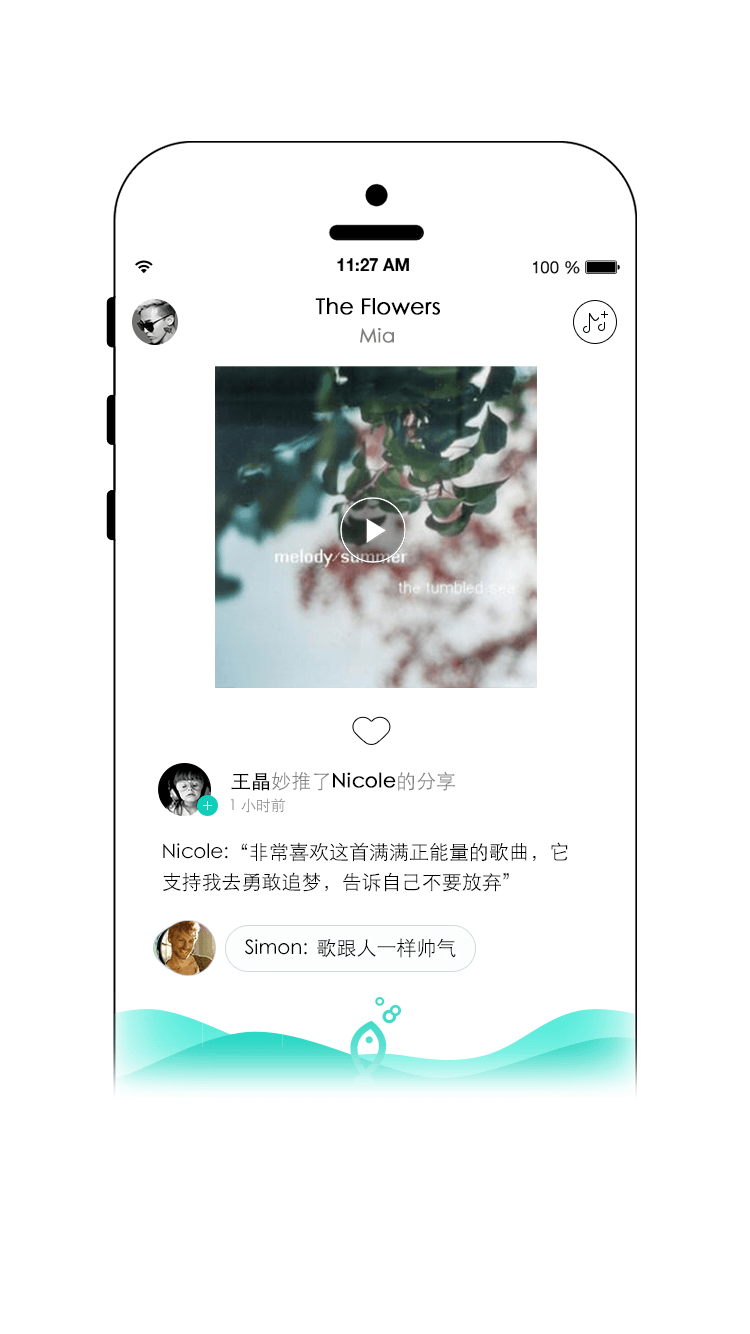 11:27 AM
100 %
The Flowers
Mia
melody/summer
the tumbled sea
王晶妙推了Nicole的分享
1 小时前
Nicole:“非常喜欢这首满满正能量的歌曲，它
支持我去勇敢追梦，告诉自己不要放弃”
Simon: 歌跟人一样帅气